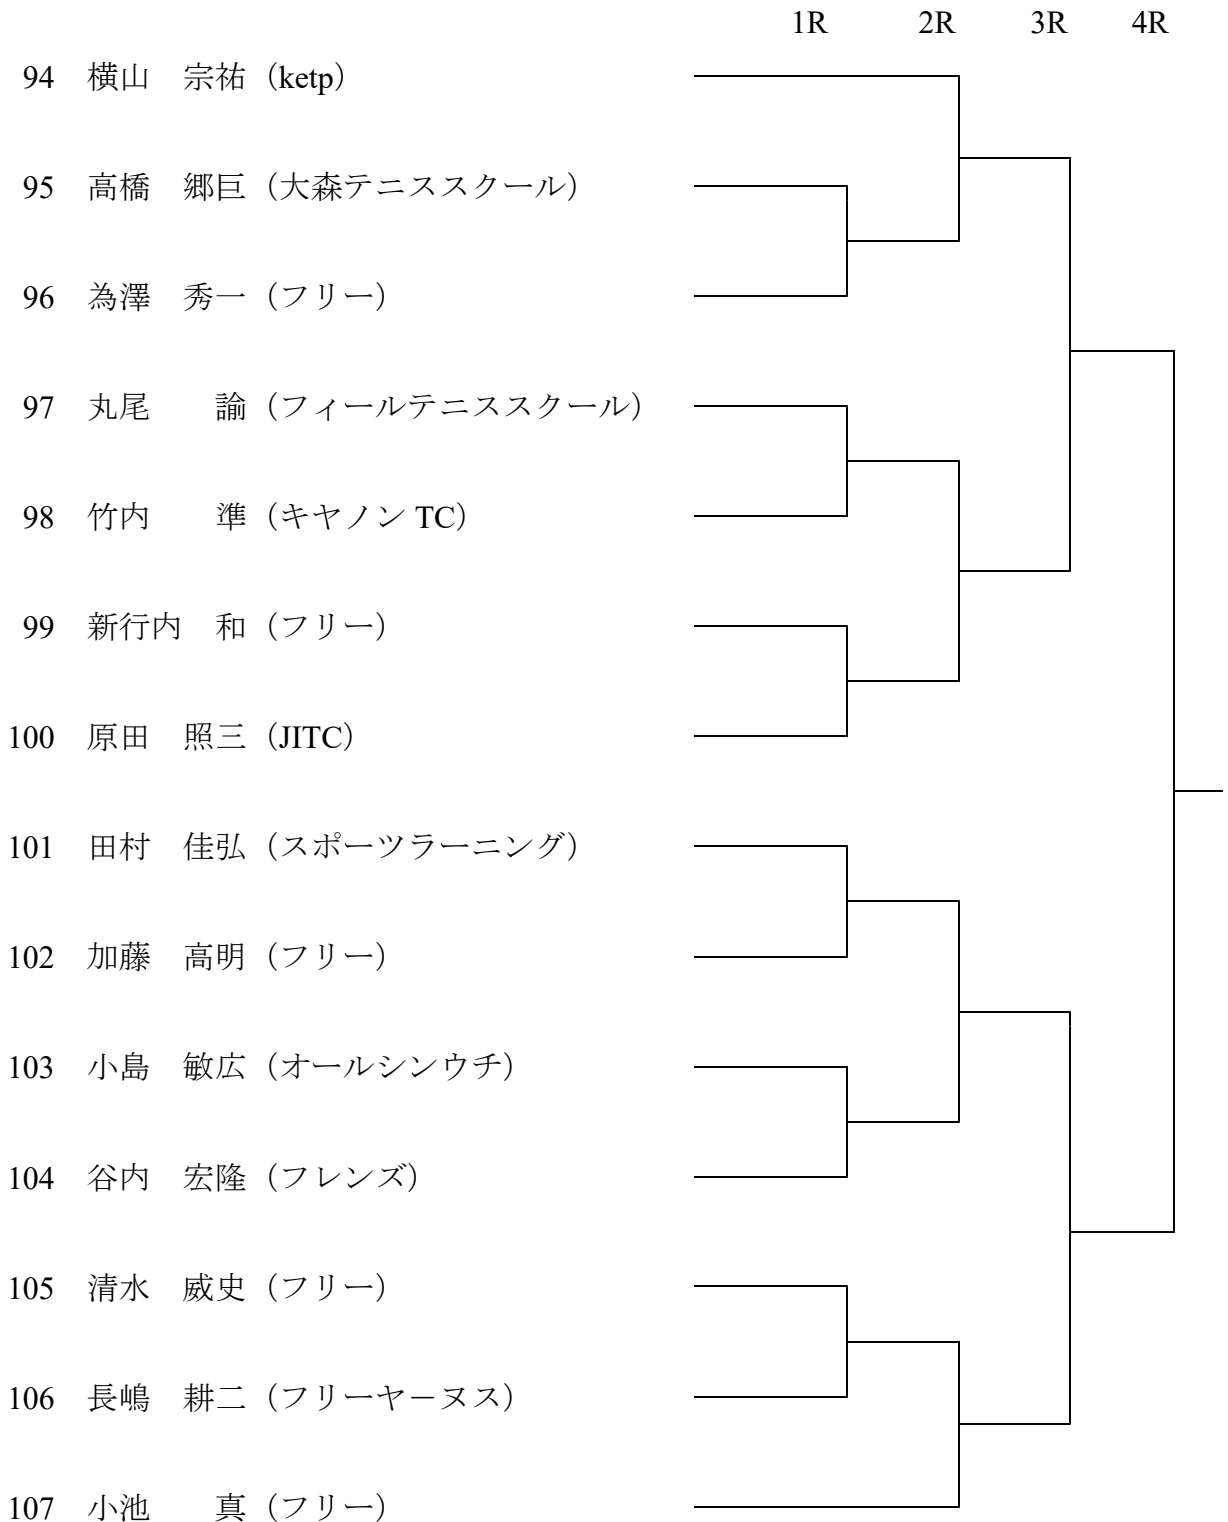 1R 2R 3R 4R
94 横山 宗祐（ketp）
95 高橋 郷巨（大森テニススクール）
96 為澤 秀一（フリー）
97 丸尾 諭（フィールテニススクール）
98 竹内 準（キヤノン TC）
99 新行内 和（フリー）
100 原田 照三（JITC）
101 田村 佳弘（スポーツラーニング）
102 加藤 高明（フリー）
103 小島 敏広（オールシンウチ）
104 谷内 宏隆（フレンズ）
105 清水 威史（フリー）
106 長嶋 耕二（フリーヤ－ヌス）
107 小池 真（フリー）